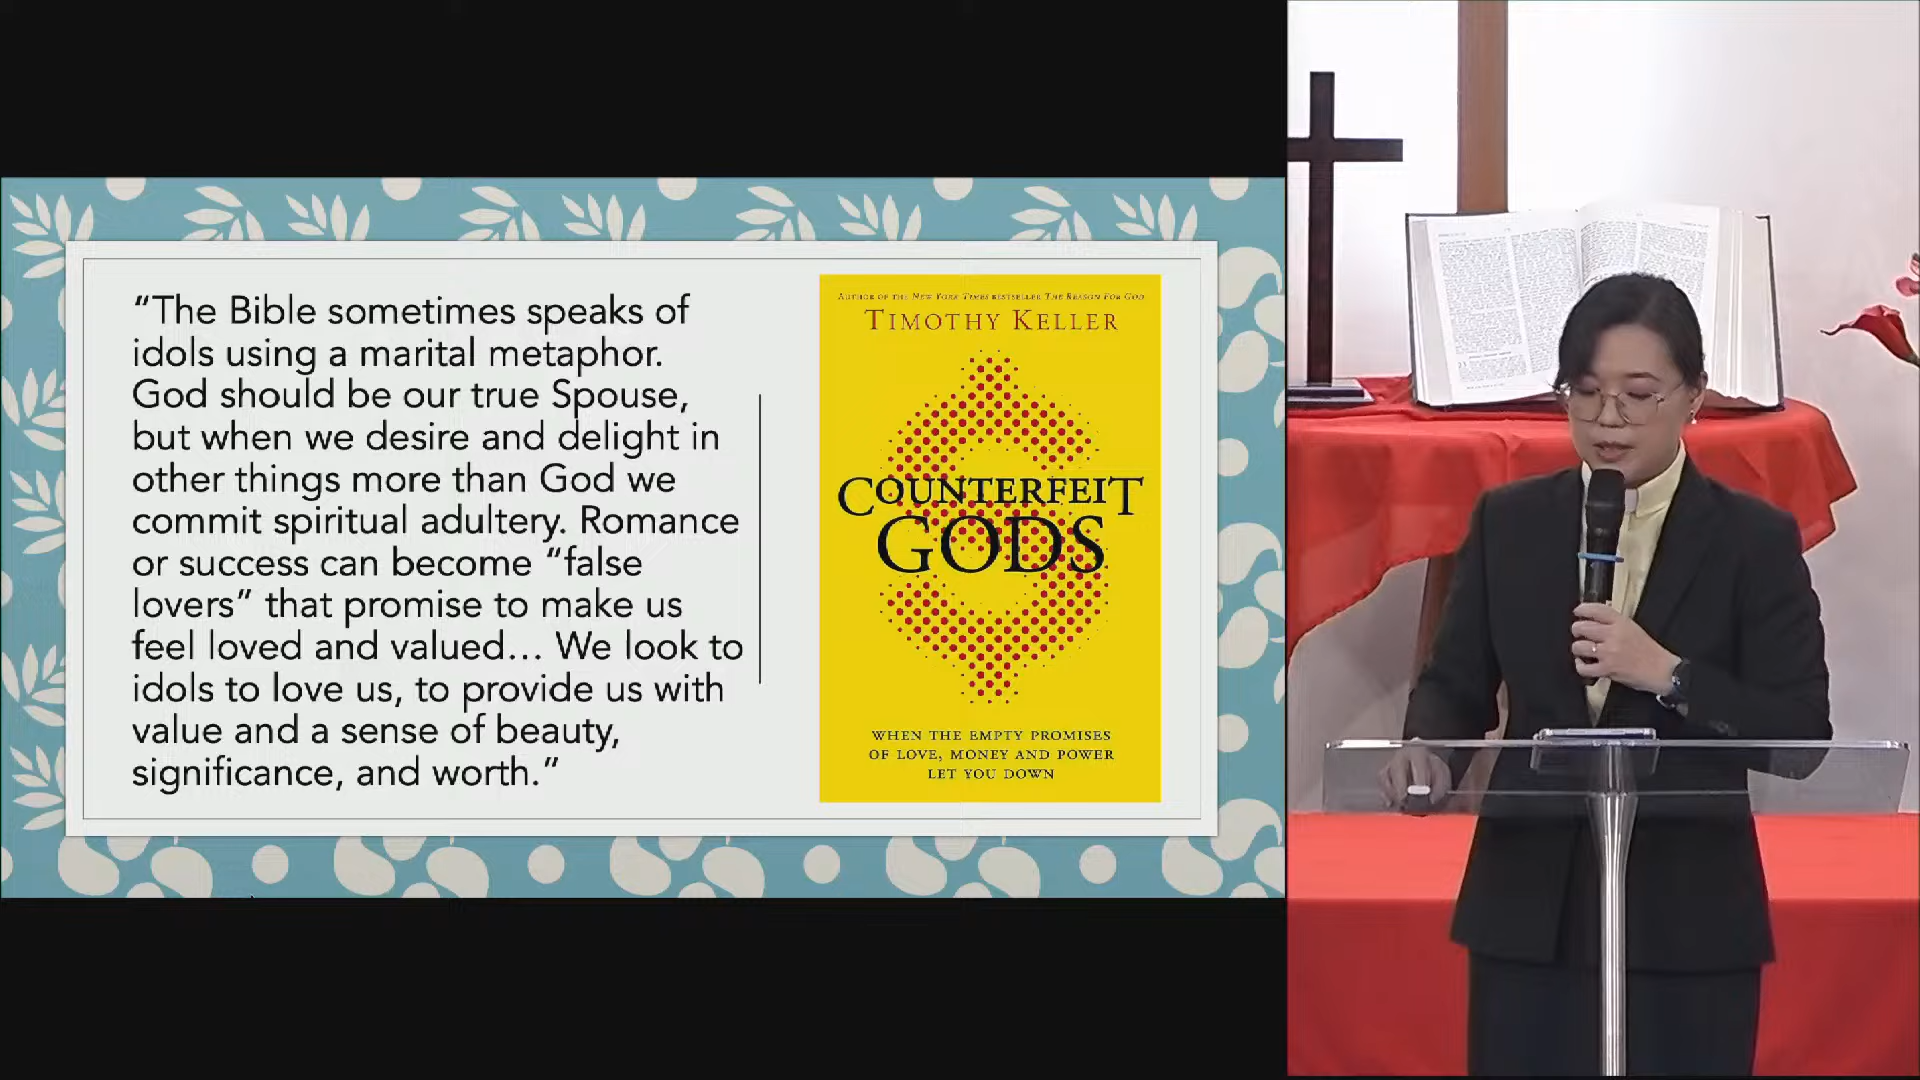 “The Bible sometimes speaks of
idols using a marital metaphor.
God should be our true Spouse,
but when we desire and delight in
other things more than God we
commit spiritual adultery. Romance
or success can become “false
lovers” that promise to make us
feel loved and valued... We look to
idols to love us, to provide us with
value and a sense of beauty,
significance, and worth.”
AUTHOR OF THE NEW YORK TIMES BESTSELLER THE REASON FOR GOD
TIMOTHY KELLER
COUNTERFEIT
GODS
WHEN THE EMPTY PROMISES
OF LOVE, MONEY AND POWER
LET YOU DOWN